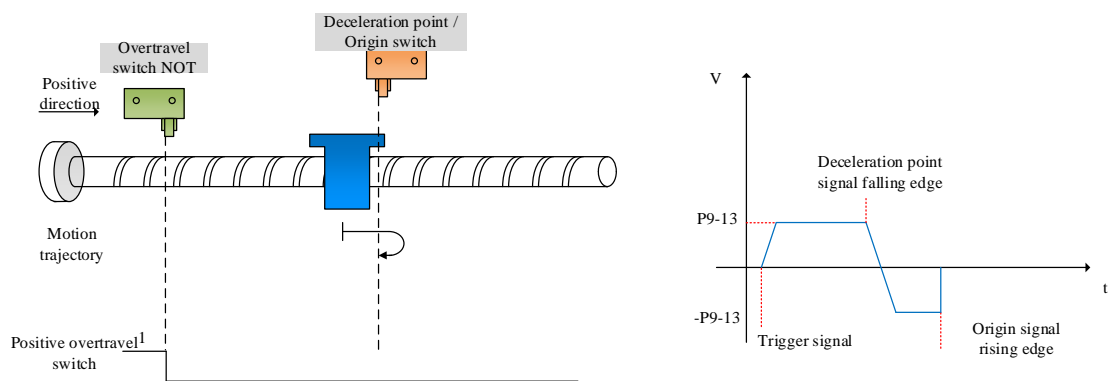 Deceleration point /
Origin switch
Overtravel
switch NOT
Positive
direction
Motion
trajectory
Positive overtravel
switch
1
V
Deceleration point
signal falling edge
P9-13
t
-P9-13
Trigger signal
Origin signal
rising edge